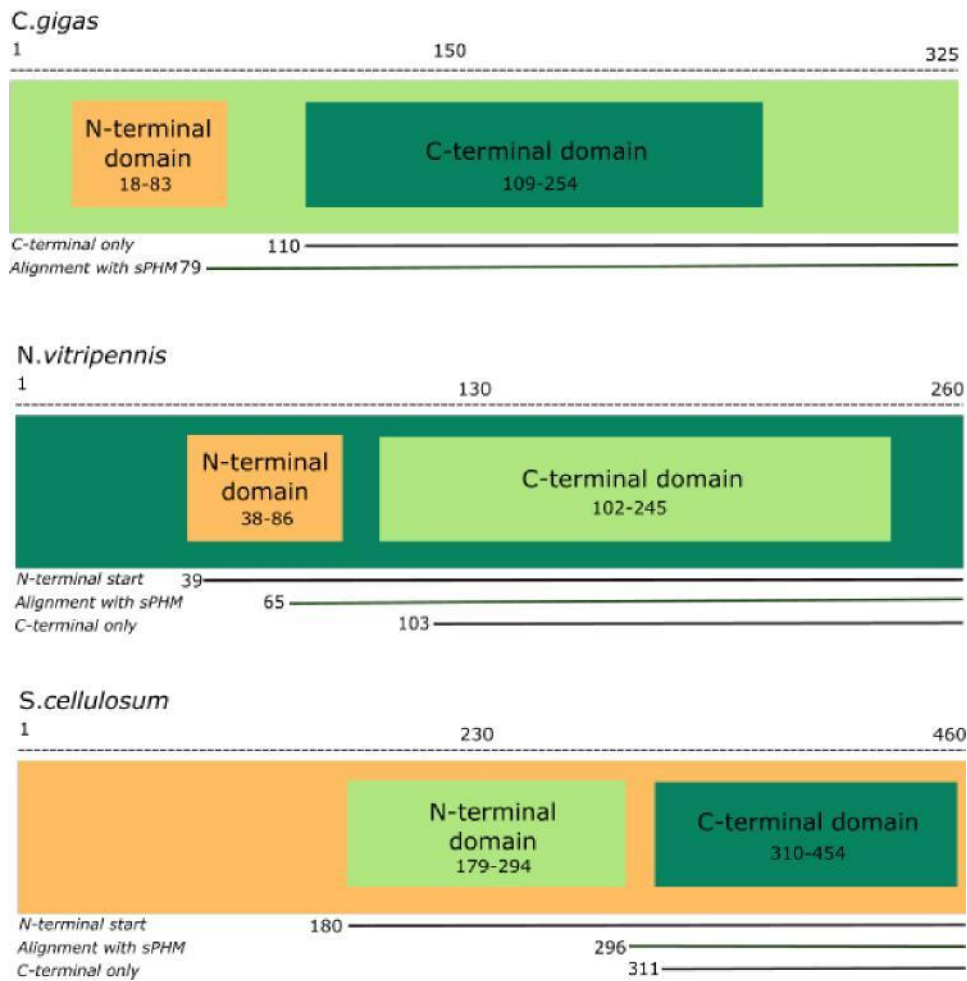 C.gigas
1 150 325
N-terminal
domain
18-83
C-terminal domain
109-254
C-terminal only 110
Alignment with sPHM 79
N.vitripennis
1 130 260
N-terminal
domain
38-86
C-terminal domain
102-245
N-terminal start 39
Alignment with sPHM 65
C-terminal only 103
S.cellulosum
1 230 460
N-terminal
domain
179-294
C-terminal domain
310-454
N-terminal start 180
Alignment with sPHM 296
C-terminal only 311